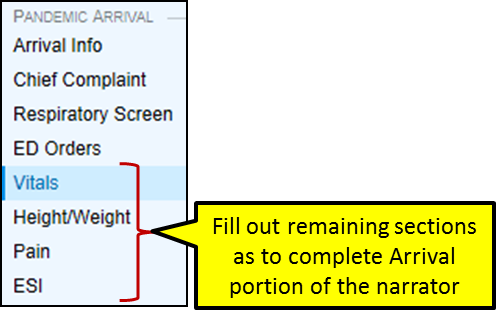 PANDEMIC ARRIVAL
Arrival Info
Chief Complaint
Respiratory Screen
ED Orders
Vitals
Height/Weight
Pain
ESI
Fill out remaining sections
as to complete Arrival
portion of the narrator